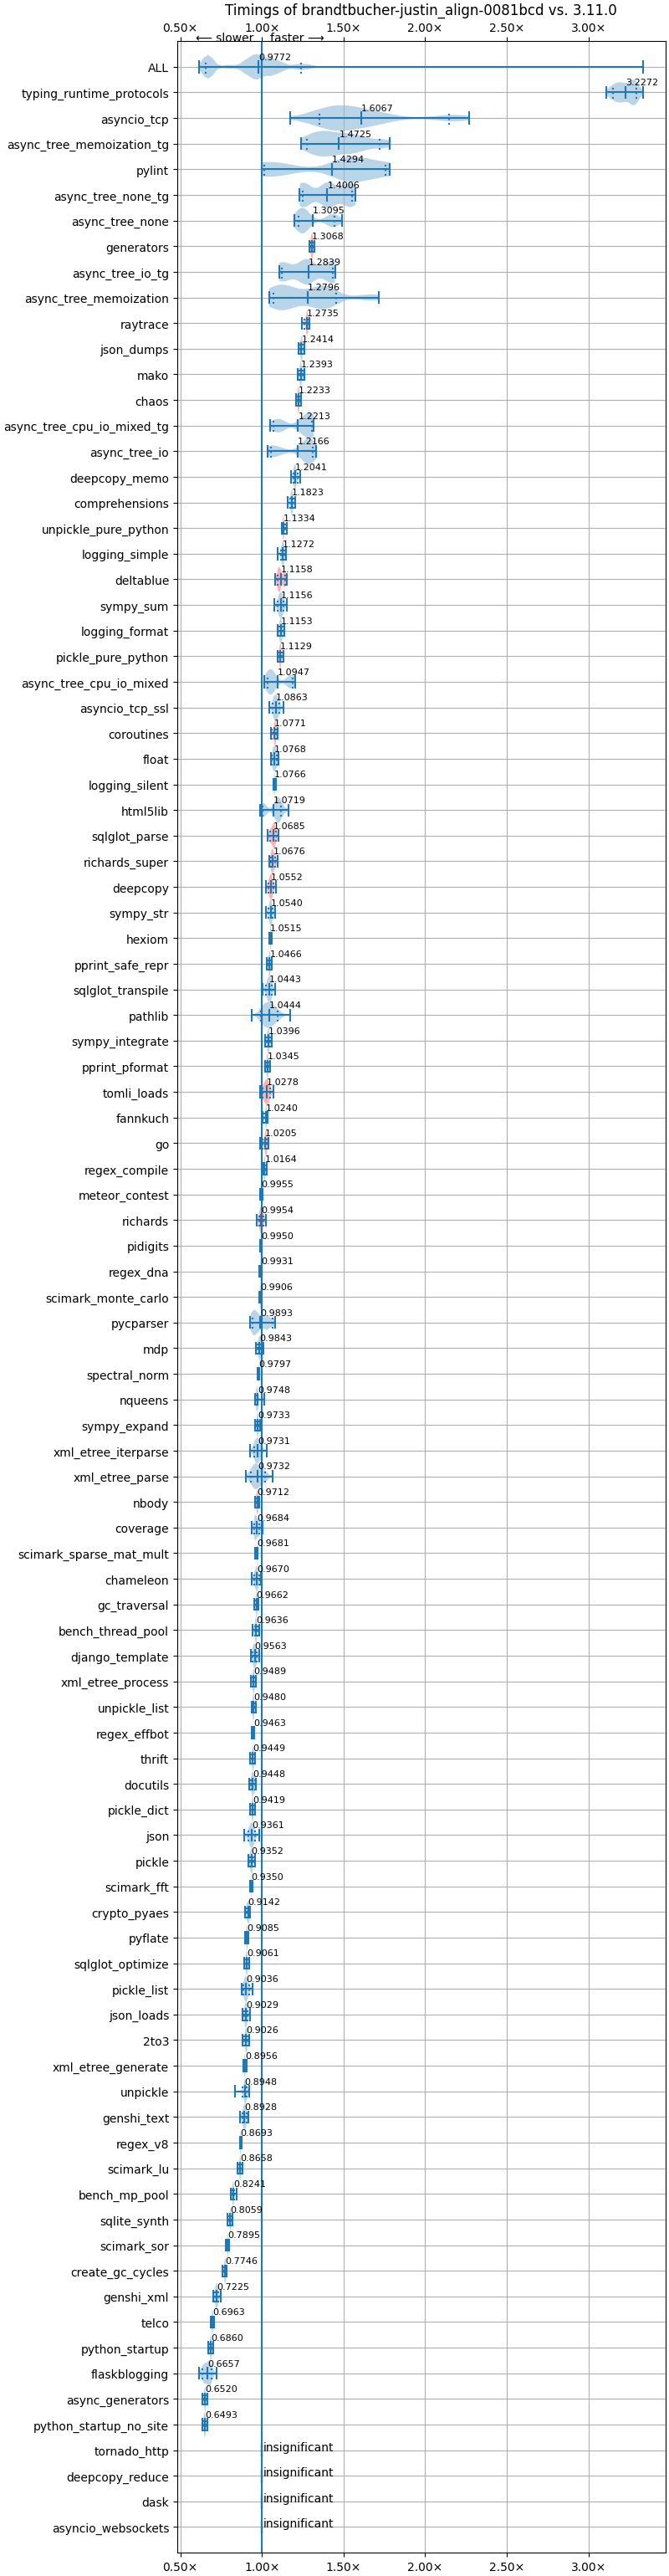 Timings of brandtbucher-justin_align-0081bcd vs. 3.11.0
0.50× 1.00× 1.50× 2.00× 2.50× 3.00×
⟵ slower faster ⟶
ALL 0.9772
typing_runtime_protocols 3.2272
asyncio_tcp 1.6067
async_tree_memoization_tg 1.4725
pylint 1.4294
async_tree_none_tg 1.4006
async_tree_none 1.3095
generators 1.3068
async_tree_io_tg 1.2839
async_tree_memoization 1.2796
raytrace 1.2735
json_dumps 1.2414
mako 1.2393
chaos 1.2233
async_tree_cpu_io_mixed_tg 1.2213
async_tree_io 1.2166
deepcopy_memo 1.2041
comprehensions 1.1823
unpickle_pure_python 1.1334
logging_simple 1.1272
deltablue 1.1158
sympy_sum 1.1156
logging_format 1.1153
pickle_pure_python 1.1129
async_tree_cpu_io_mixed 1.0947
asyncio_tcp_ssl 1.0863
coroutines 1.0771
float 1.0768
logging_silent 1.0766
html5lib 1.0719
sqlglot_parse 1.0685
richards_super 1.0676
deepcopy 1.0552
sympy_str 1.0540
hexiom 1.0515
pprint_safe_repr 1.0466
sqlglot_transpile 1.0443
pathlib 1.0444
sympy_integrate 1.0396
pprint_pformat 1.0345
tomli_loads 1.0278
fannkuch 1.0240
go 1.0205
regex_compile 1.0164
meteor_contest 0.9955
richards 0.9954
pidigits 0.9950
regex_dna 0.9931
scimark_monte_carlo 0.9906
pycparser 0.9893
mdp 0.9843
spectral_norm 0.9797
nqueens 0.9748
sympy_expand 0.9733
xml_etree_iterparse 0.9731
xml_etree_parse 0.9732
nbody 0.9712
coverage 0.9684
scimark_sparse_mat_mult 0.9681
chameleon 0.9670
gc_traversal 0.9662
bench_thread_pool 0.9636
django_template 0.9563
xml_etree_process 0.9489
unpickle_list 0.9480
regex_effbot 0.9463
thrift 0.9449
docutils 0.9448
pickle_dict 0.9419
json 0.9361
pickle 0.9352
scimark_fft 0.9350
crypto_pyaes 0.9142
pyflate 0.9085
sqlglot_optimize 0.9061
pickle_list 0.9036
json_loads 0.9029
2to3 0.9026
xml_etree_generate 0.8956
unpickle 0.8948
genshi_text 0.8928
regex_v8 0.8693
scimark_lu 0.8658
bench_mp_pool 0.8241
sqlite_synth 0.8059
scimark_sor 0.7895
create_gc_cycles 0.7746
genshi_xml 0.7225
telco 0.6963
python_startup 0.6860
flaskblogging 0.6657
async_generators 0.6520
python_startup_no_site 0.6493
tornado_http insignificant
deepcopy_reduce insignificant
dask insignificant
asyncio_websockets insignificant
0.50× 1.00× 1.50× 2.00× 2.50× 3.00×